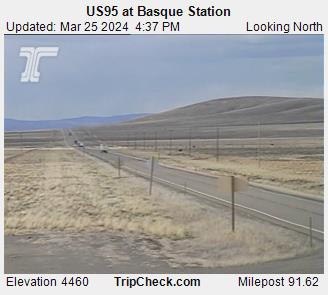 US95 at Basque Station
Updated: Mar 25 2024 4:37 PM Looking North
Elevation 4460 TripCheck.com Milepost 91.62